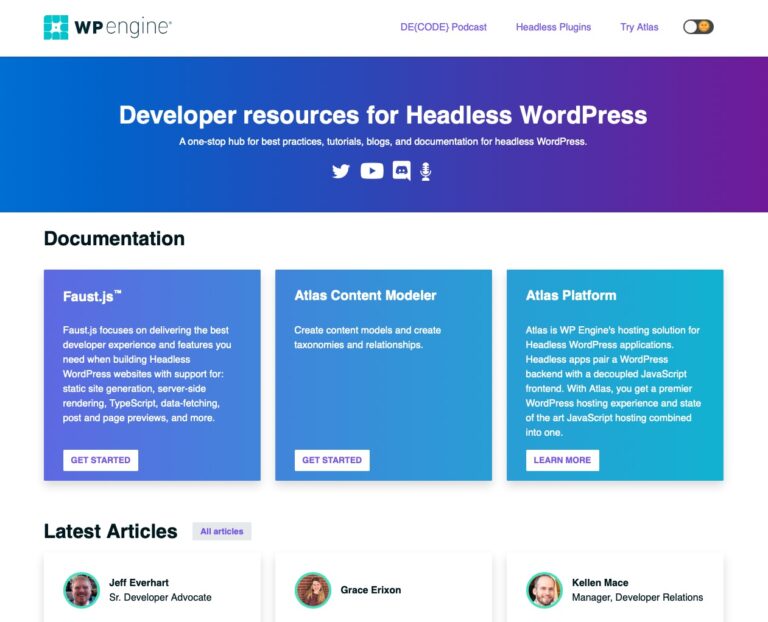 WP engine®
DE{CODE} Podcast
Headless Plugins
Try Atlas
Developer resources for Headless WordPress
A one-stop hub for best practices, tutorials, blogs, and documentation for headless WordPress.
Documentation
Faust.js™
Faust.js focuses on delivering the best
developer experience and features you
need when building Headless
WordPress websites with support for:
static site generation, server-side
rendering, TypeScript, data-fetching,
post and page previews, and more.
GET STARTED
Atlas Content Modeler
Create content models and create
taxonomies and relationships.
GET STARTED
Atlas Platform
Atlas is WP Engine's hosting solution for
Headless WordPress applications.
Headless apps pair a WordPress
backend with a decoupled JavaScript
frontend. With Atlas, you get a premier
WordPress hosting experience and state
of the art JavaScript hosting combined
into one.
LEARN MORE
Latest Articles
All articles
Jeff Everhart
Sr. Developer Advocate
Grace Erixon
Kellen Mace
Manager, Developer Relations